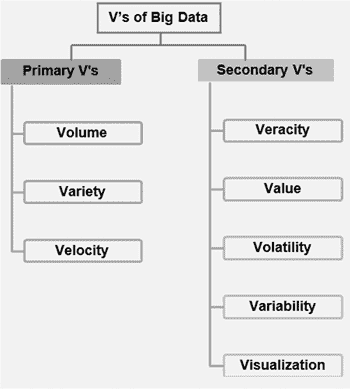 V's of Big Data
Primary V's
Secondary V's
Volume
Variety
Velocity
Veracity
Value
Volatility
Variability
Visualization